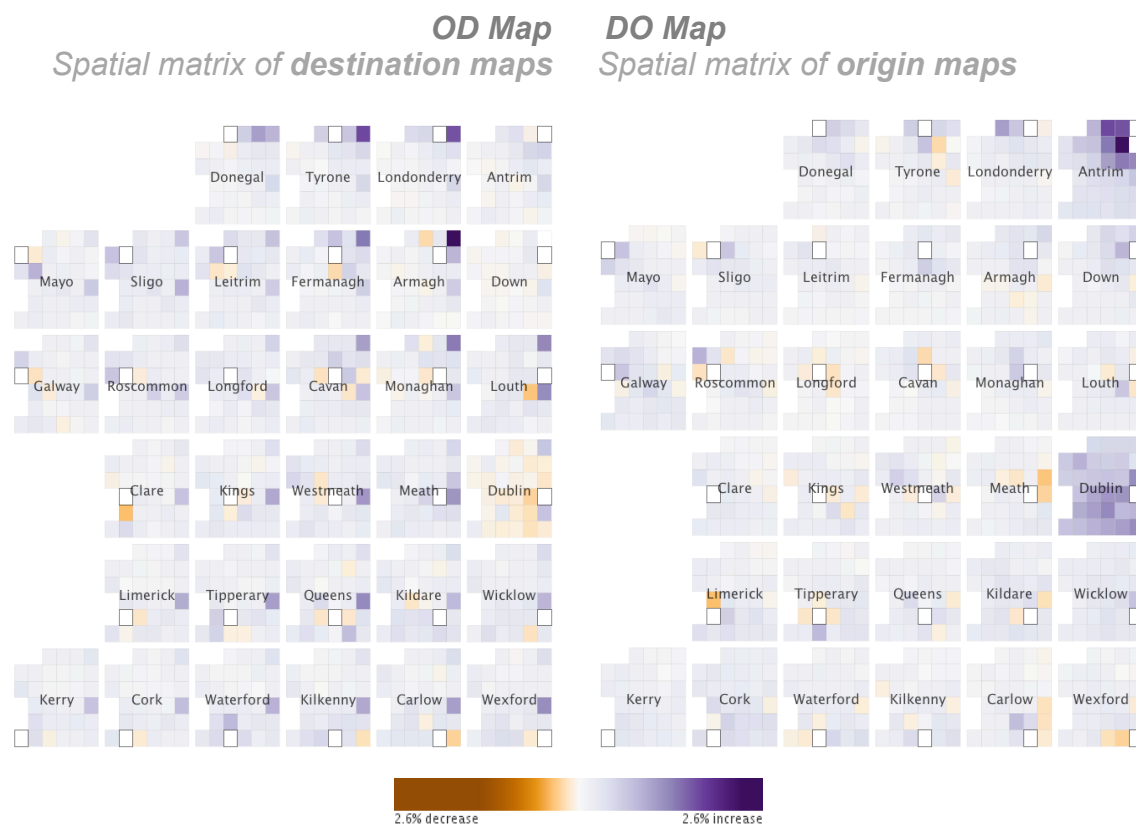 OD Map
Spatial matrix of destination maps
DO Map
Spatial matrix of origin maps
Donegal Tyrone Londonderry Antrim
Mayo Sligo Leitrim Fermanagh Armagh Down
Galway Roscommon Longford Cavan Monaghan Louth
Clare Kings Westmeath Meath Dublin
Limerick Tipperary Queens Kildare Wicklow
Kerry Cork Waterford Kilkenny Carlow Wexford
Donegal Tyrone Londonderry Antrim
Mayo Sligo Leitrim Fermanagh Armagh Down
Galway Roscommon Longford Cavan Monaghan Louth
Clare Kings Westmeath Meath Dublin
Limerick Tipperary Queens Kildare Wicklow
Kerry Cork Waterford Kilkenny Carlow Wexford
2.6% decrease 2.6% increase